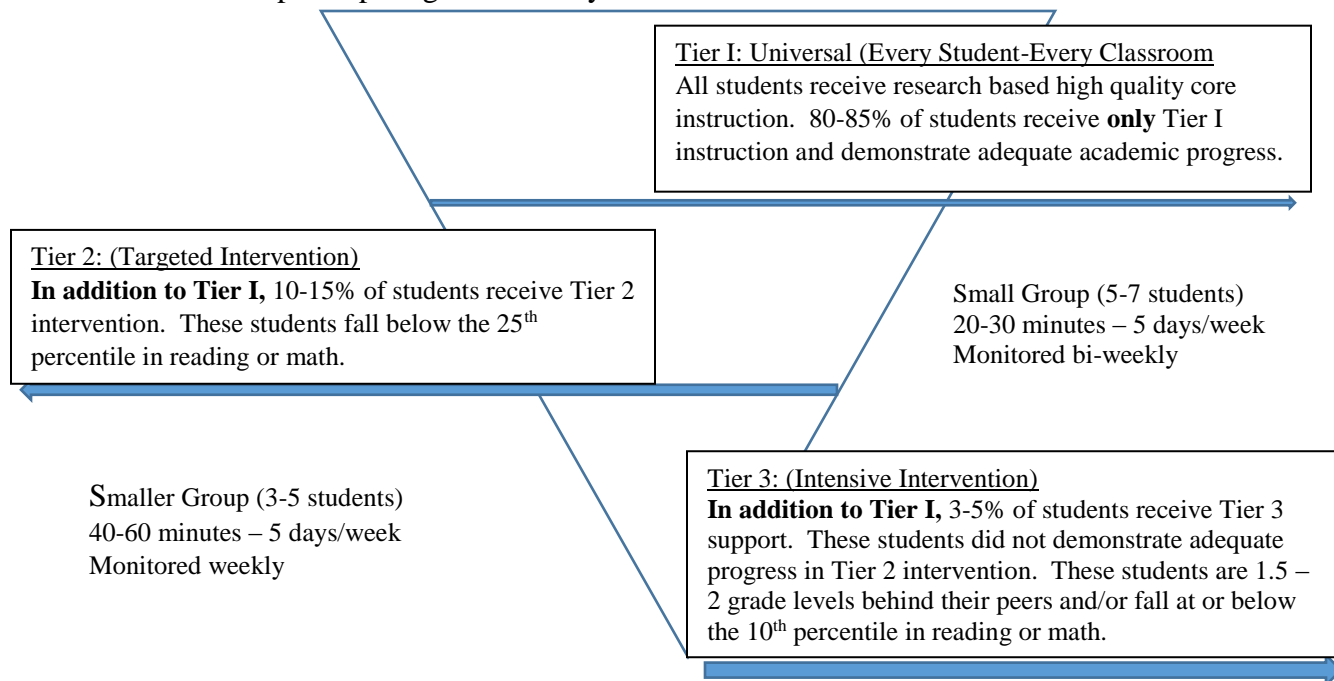 Tier I: Universal (Every Student-Every Classroom
All students receive research based high quality core
instruction. 80-85% of students receive only Tier I
instruction and demonstrate adequate academic progress.
Tier 2: (Targeted Intervention)
In addition to Tier I, 10-15% of students receive Tier 2
intervention. These students fall below the 25th
percentile in reading or math.
Small Group (5-7 students)
20-30 minutes – 5 days/week
Monitored bi-weekly
Smaller Group (3-5 students)
40-60 minutes – 5 days/week
Monitored weekly
Tier 3: (Intensive Intervention)
In addition to Tier I, 3-5% of students receive Tier 3
support. These students did not demonstrate adequate
progress in Tier 2 intervention. These students are 1.5 –
2 grade levels behind their peers and/or fall at or below
the 10th percentile in reading or math.